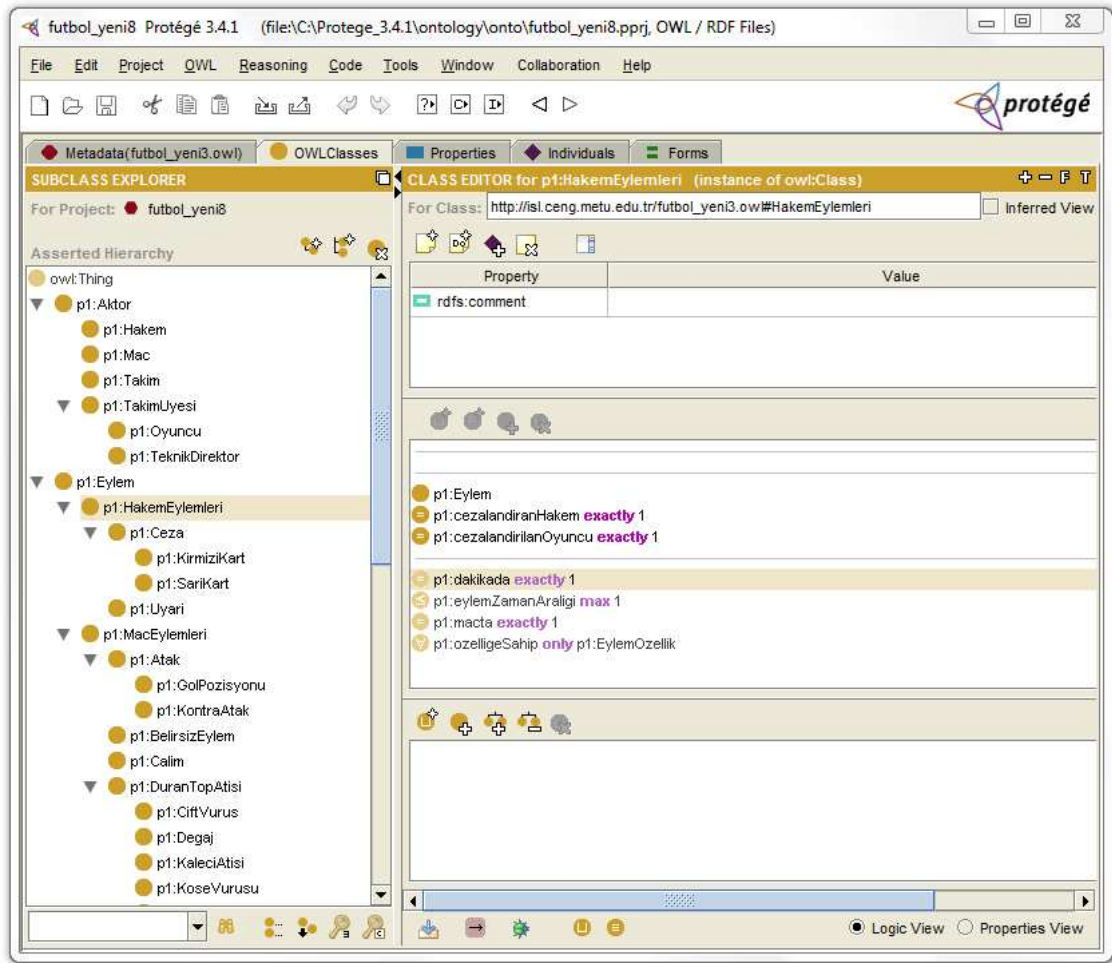 futbol_yeni8 Protégé 3.4.1 (file:\C:\Protege_3.4.1\ontology\onto\futbol_yeni8.pprj, OWL / RDF Files)
File Edit Project OWL Reasoning Code Tools Window Collaboration Help
protégé
Metadata(futbol_yeni3.owl) OWLClasses Properties Individuals Forms
SUBCLASS EXPLORER
For Project: futbol_yeni8
Asserted Hierarchy
owl:Thing
p1:Aktor
p1:Hakem
p1:Mac
p1:Takim
p1:TakimUyesi
p1:Oyuncu
p1:TeknikDirektor
p1:Eylem
p1:HakemEylemleri
p1:Ceza
p1:KirmiziKart
p1:SariKart
p1:Uyari
p1:MacEylemleri
p1:Atak
p1:GolPozisyonu
p1:KontraAtak
p1:BelirsizEylem
p1:Calim
p1:DuranTopAtisi
p1:CiftVurus
p1:Degaj
p1:KaleciAtisi
p1:KoseVurusu
CLASS EDITOR for p1:HakemEylemleri (instance of owl:Class)
For Class: http://isl.ceng.metu.edu.tr/futbol_yeni3.owl#HakemEylemleri Inferred View
Property Value
rdfs:comment
p1:Eylem
p1:cezalandiranHakem exactly 1
p1:cezalandirilanOyuncu exactly 1
p1:dakikada exactly 1
p1:eylemZamanAraligi max 1
p1:macta exactly 1
p1:ozelligeSahip only p1:EylemOzellik
Logic View Properties View